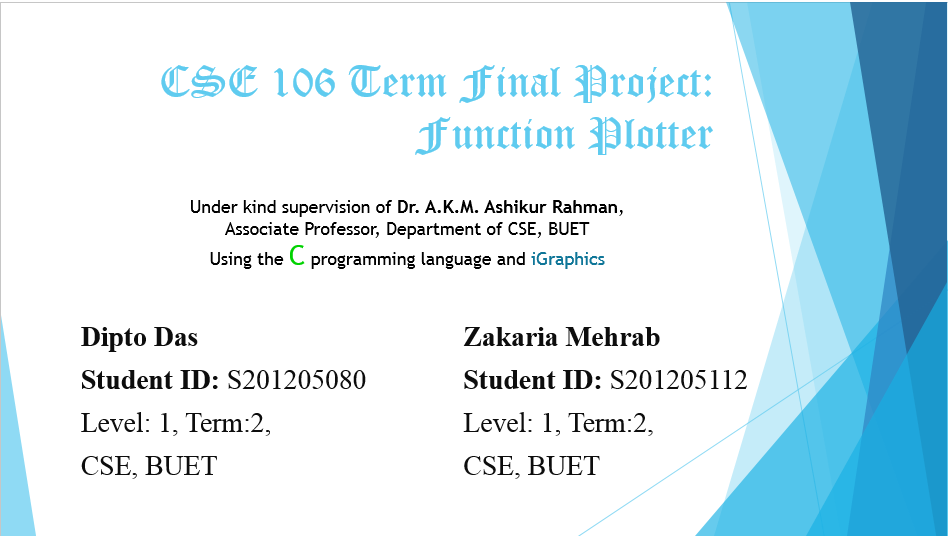 CSE 106 Term Final Project:
Function Plotter
Under kind supervision of Dr. A.K.M. Ashikur Rahman,
Associate Professor, Department of CSE, BUET
Using the C programming language and iGraphics
Dipto Das
Student ID: S201205080
Level: 1, Term:2,
CSE, BUET
Zakaria Mehrab
Student ID: S201205112
Level: 1, Term:2,
CSE, BUET